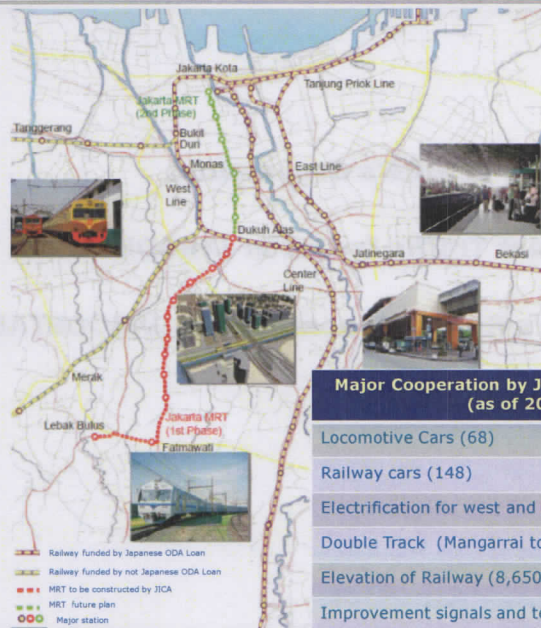 Jakarta Kota
Tanjung Priok Line
Jakarta MRT
(2nd Phase)
Tanggerang
Bukit
Duri
Monas
East Line
West
Line
Dukuh Atas
Jatinegara
Bekasi
Center
Line
Merak
Lebak Bulus
Jakarta MRT
(1st Phase)
Fatmawati
Major Cooperation by J
(as of 20
Locomotive Cars (68)
Railway cars (148)
Electrification for west and
Double Track (Mangarrai to
Elevation of Railway (8,650
Improvement signals and te
Railway funded by Japanese ODA Loan
Railway funded by not Japanese ODA Loan
MRT to be constructed by JICA
MRT future plan
Major station